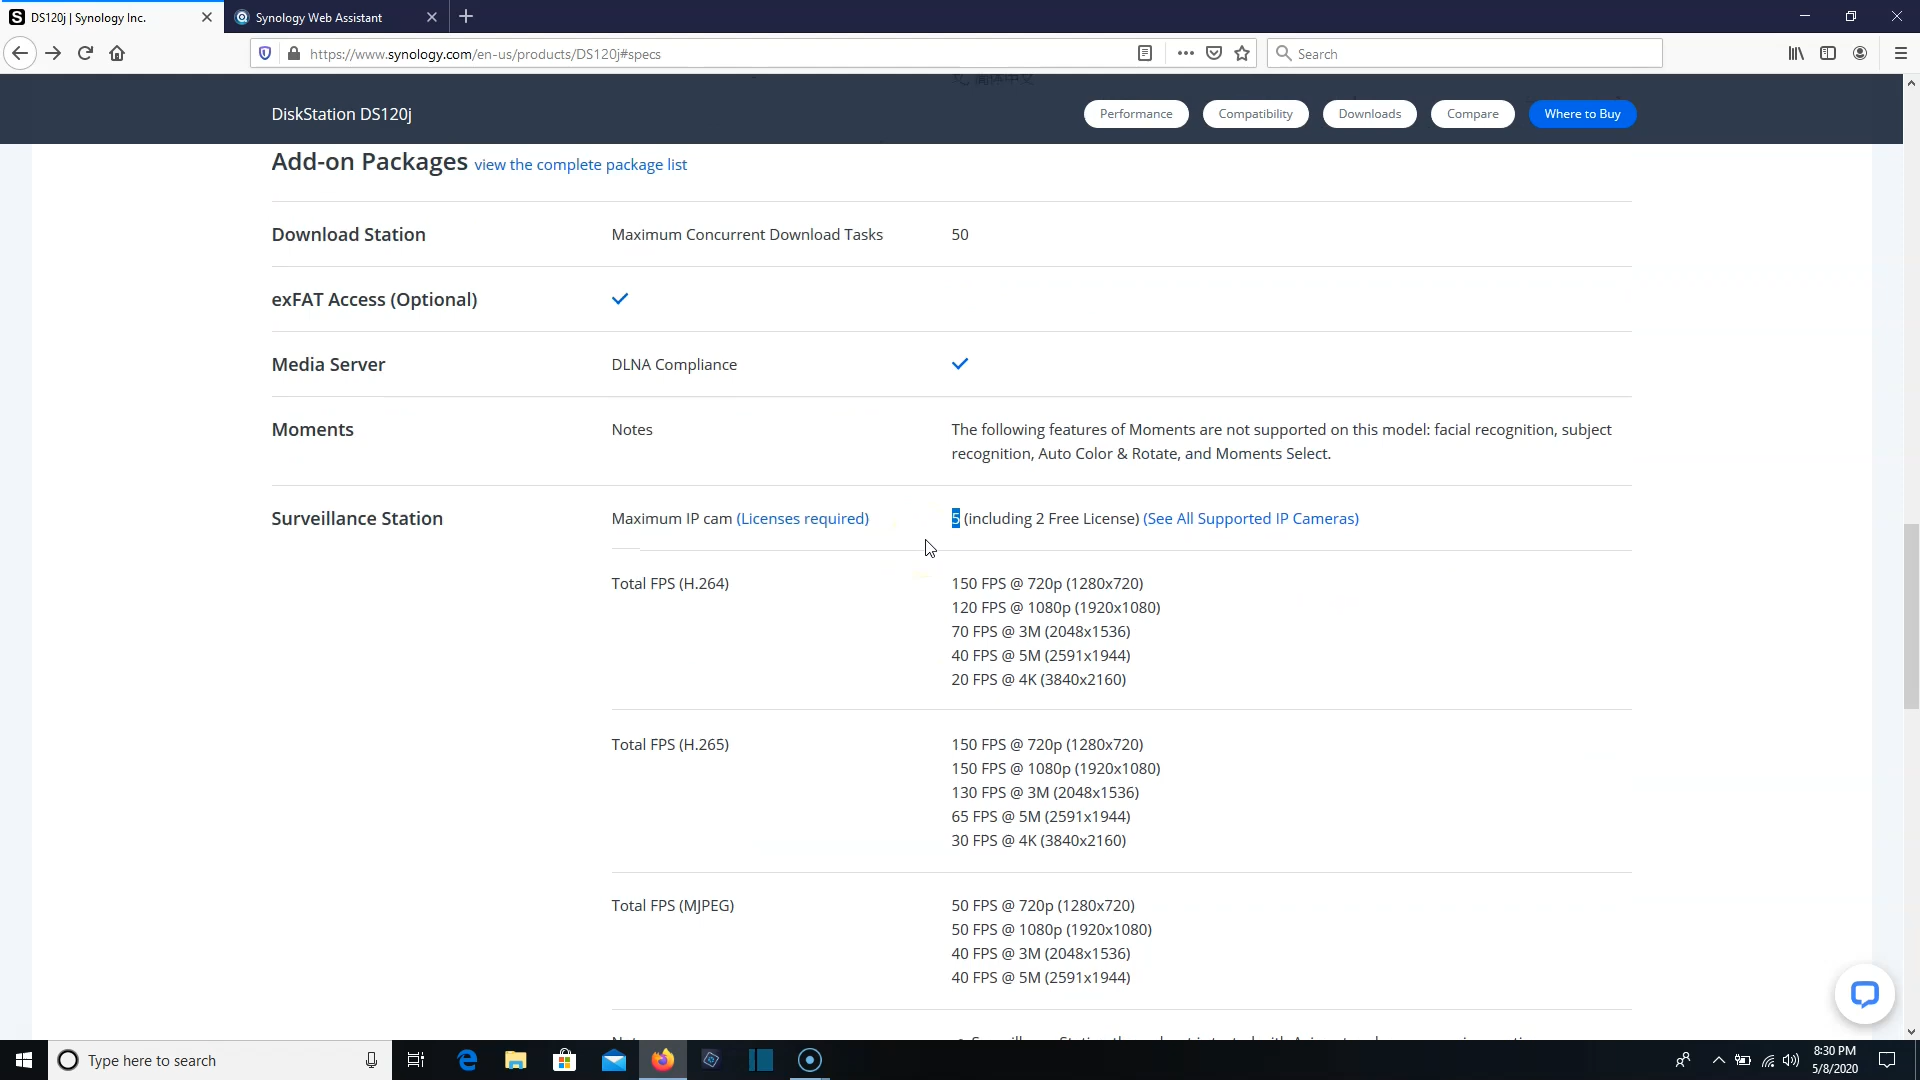 DS120j | Synology Inc.
Synology Web Assistant
https://www.synology.com/en-us/products/DS120j#specs
Search
DiskStation DS120j
Performance
Compatibility
Downloads
Compare
Where to Buy
Add-on Packages view the complete package list
Download Station
Maximum Concurrent Download Tasks
50
exFAT Access (Optional)
Media Server
DLNA Compliance
Moments
Notes
The following features of Moments are not supported on this model: facial recognition, subject
recognition, Auto Color & Rotate, and Moments Select.
Surveillance Station
Maximum IP cam (Licenses required)
5 (including 2 Free License) (See All Supported IP Cameras)
Total FPS (H.264)
150 FPS @ 720p (1280x720)
120 FPS @ 1080p (1920x1080)
70 FPS @ 3M (2048x1536)
40 FPS @ 5M (2591x1944)
20 FPS @ 4K (3840x2160)
Total FPS (H.265)
150 FPS @ 720p (1280x720)
150 FPS @ 1080p (1920x1080)
130 FPS @ 3M (2048x1536)
65 FPS @ 5M (2591x1944)
30 FPS @ 4K (3840x2160)
Total FPS (MJPEG)
50 FPS @ 720p (1280x720)
50 FPS @ 1080p (1920x1080)
40 FPS @ 3M (2048x1536)
40 FPS @ 5M (2591x1944)
Type here to search
8:30 PM
5/8/2020